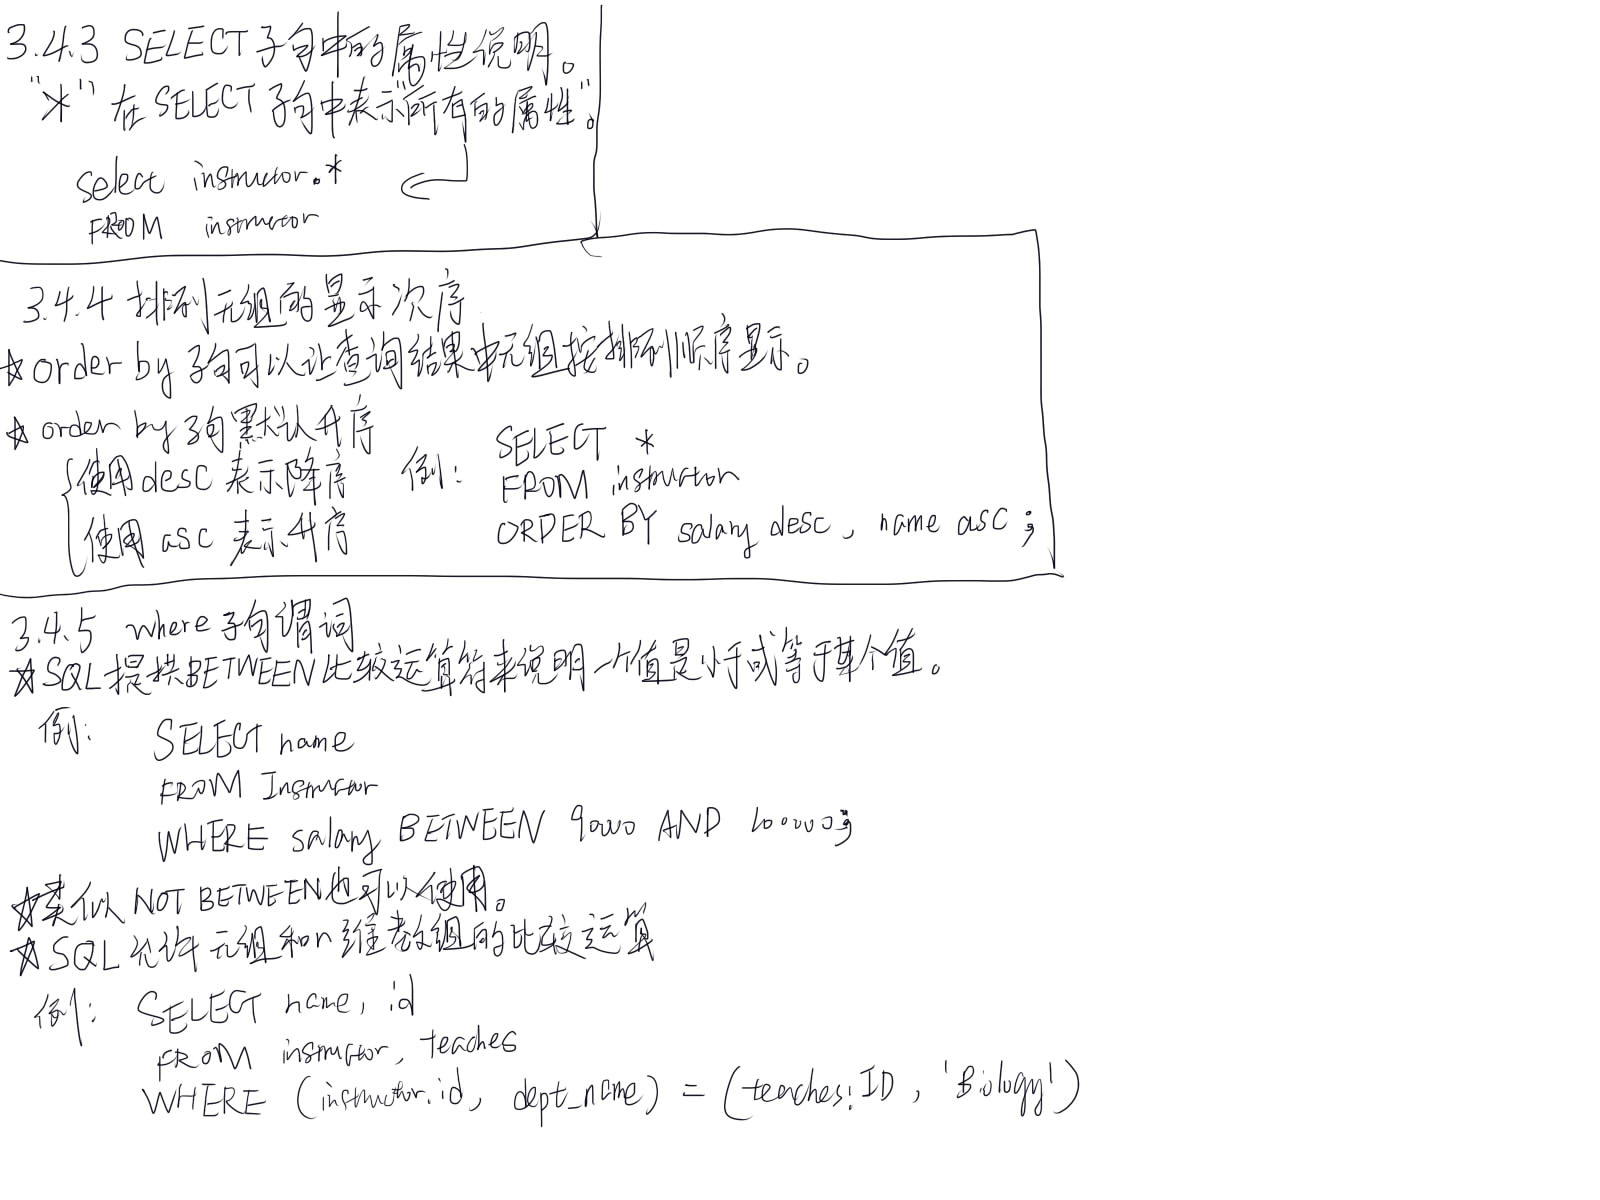 3.4.3 SELECT子句中的属性说明。
"*"在SELECT子句中表示"所有的属性"。
select instructor.*
FROM instructor
3.4.4 排列元组的显示次序
☆order by 子句可以让查询结果中元组按排列顺序显示。
☆order by 子句默认升序
使用desc 表示降序
使用asc 表示升序
例: SELECT *
FROM instructor
ORDER BY salary desc, name asc;
3.4.5 where子句谓词
☆SQL提供BETWEEN比较运算符来说明一个值是小于或等于某个值。
例: SELECT name
FROM Instructor
WHERE salary BETWEEN 90000 AND 100000;
☆类似NOT BETWEEN也可以使用。
☆SQL允许元组和n维数组的比较运算
例: SELECT name, id
FROM instructor, teaches
WHERE (instructor.id, dept_name) = (teaches.ID, 'Biology')